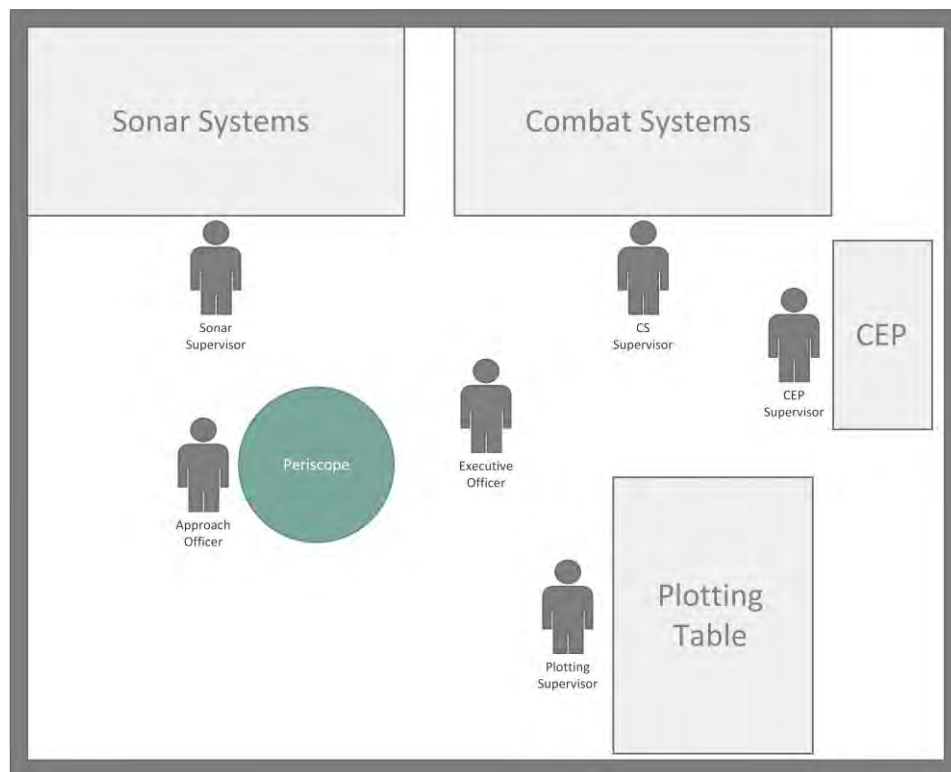 Sonar Systems
Combat Systems
Sonar
Supervisor
CS
Supervisor
CEP
CEP
Supervisor
Periscope
Executive
Officer
Approach
Officer
Plotting
Table
Plotting
Supervisor